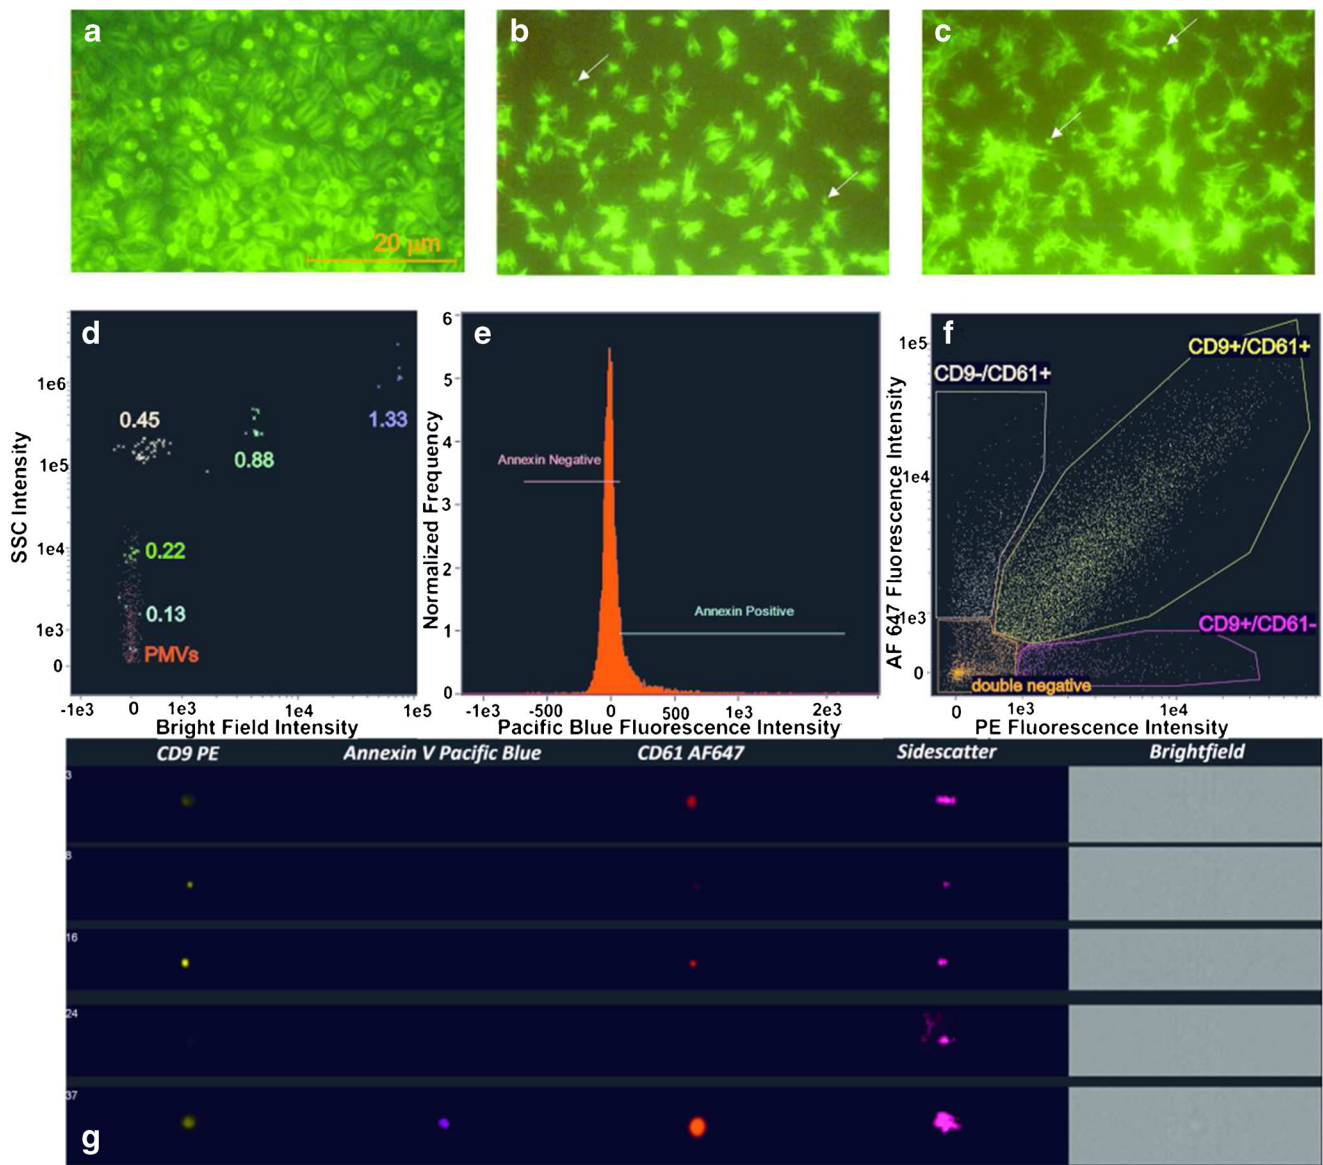 a
b
c
20 µm
d
e
f
SSC Intensity
1e6
1e5
1e4
1e3
0
0.45
0.88
1.33
0.22
0.13
PMVs
-1e3
0
1e3
1e4
1e5
Bright Field Intensity
Normalized Frequency
6
5
4
3
2
1
0
Annexin Negative
Annexin Positive
-1e3
-500
0
500
1e3
2e3
Pacific Blue Fluorescence Intensity
AF 647 Fluorescence Intensity
1e5
1e4
1e3
0
CD9+/CD61+
CD9-/CD61+
CD9+/CD61-
double negative
0
1e3
1e4
PE Fluorescence Intensity
CD9 PE Annexin V Pacific Blue CD61 AF647 Sidescatter Brightfield
3
8
16
24
37
g